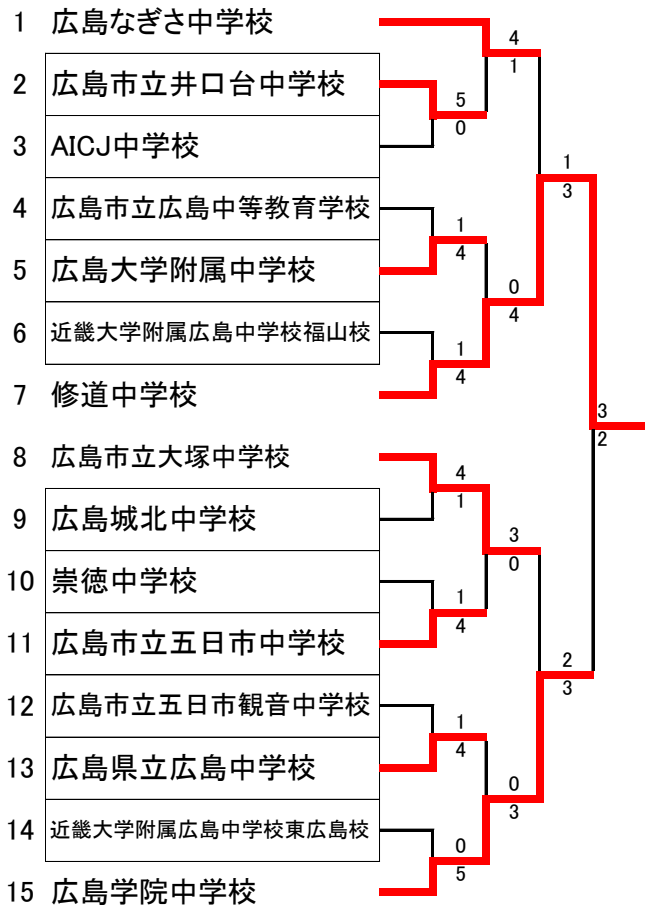 1 広島なぎさ中学校
2 広島市立井口台中学校
3 AICJ中学校
4 広島市立広島中等教育学校
5 広島大学附属中学校
6 近畿大学附属広島中学校福山校
7 修道中学校
8 広島市立大塚中学校
9 広島城北中学校
10 崇徳中学校
11 広島市立五日市中学校
12 広島市立五日市観音中学校
13 広島県立広島中学校
14 近畿大学附属広島中学校東広島校
15 広島学院中学校
5
0
1
4
1
4
4
1
1
4
1
4
0
5
4
1
0
4
3
0
0
3
1
3
2
3
3
2